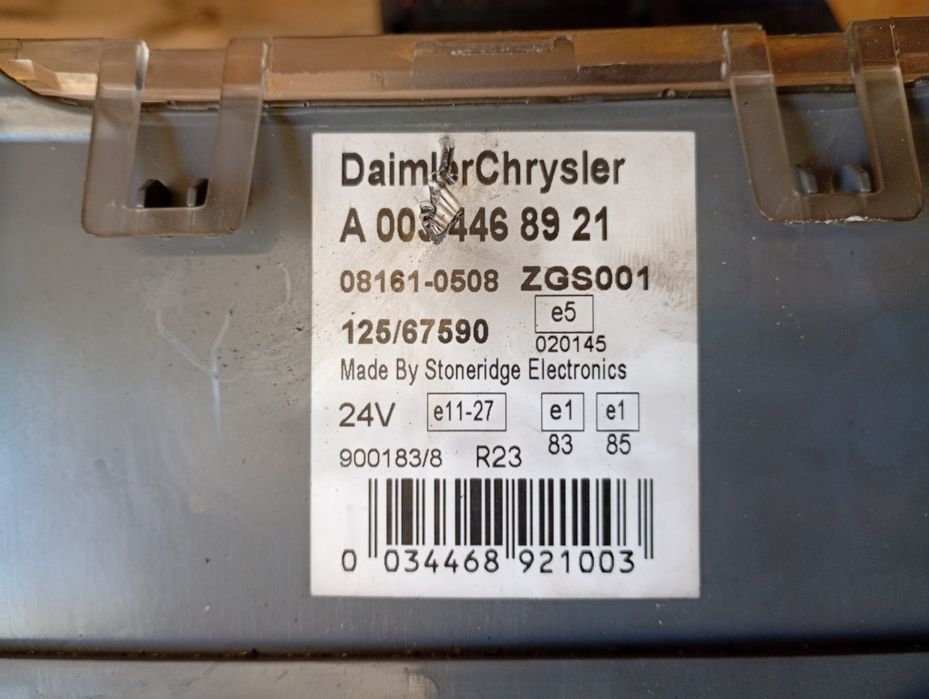 DaimlerChrysler
A 003 446 89 21
08161-0508 ZGS001
e5
125/67590
020145
Made By Stoneridge Electronics
24V e11-27 e1 e1
83 85
900183/8 R23
0 034468 921003